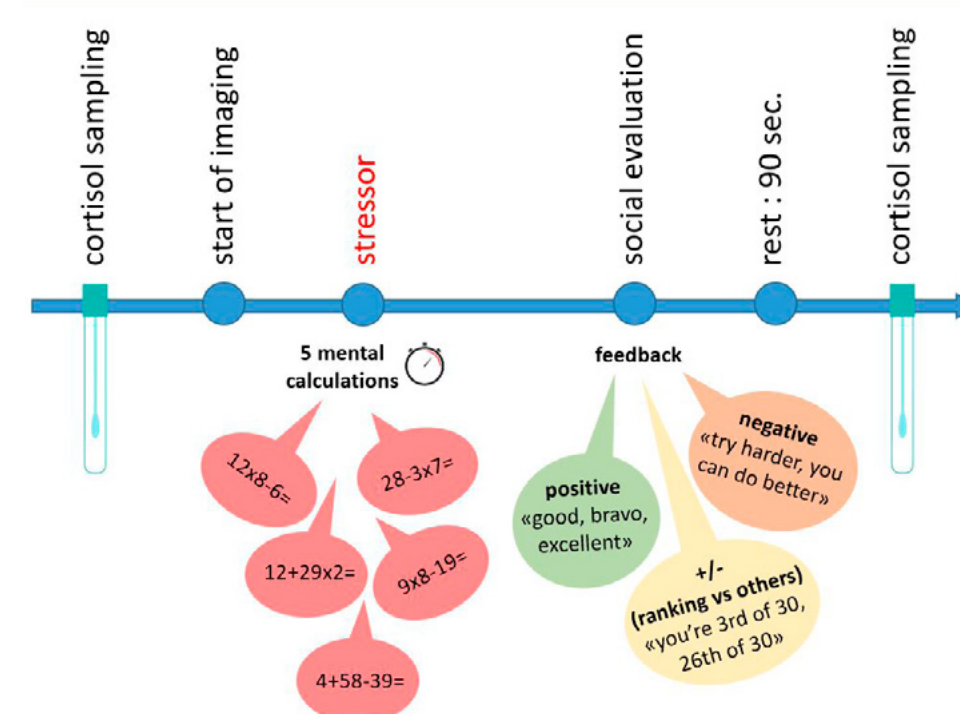 cortisol sampling
start of imaging
stressor
social evaluation
rest : 90 sec.
cortisol sampling
5 mental
calculations
12x8-6=
28-3x7=
12+29x2=
9x8-19=
4+58-39=
feedback
positive
«good, bravo,
excellent»
+/-
(ranking vs others)
«you’re 3rd of 30,
26th of 30»
negative
«try harder, you
can do better»